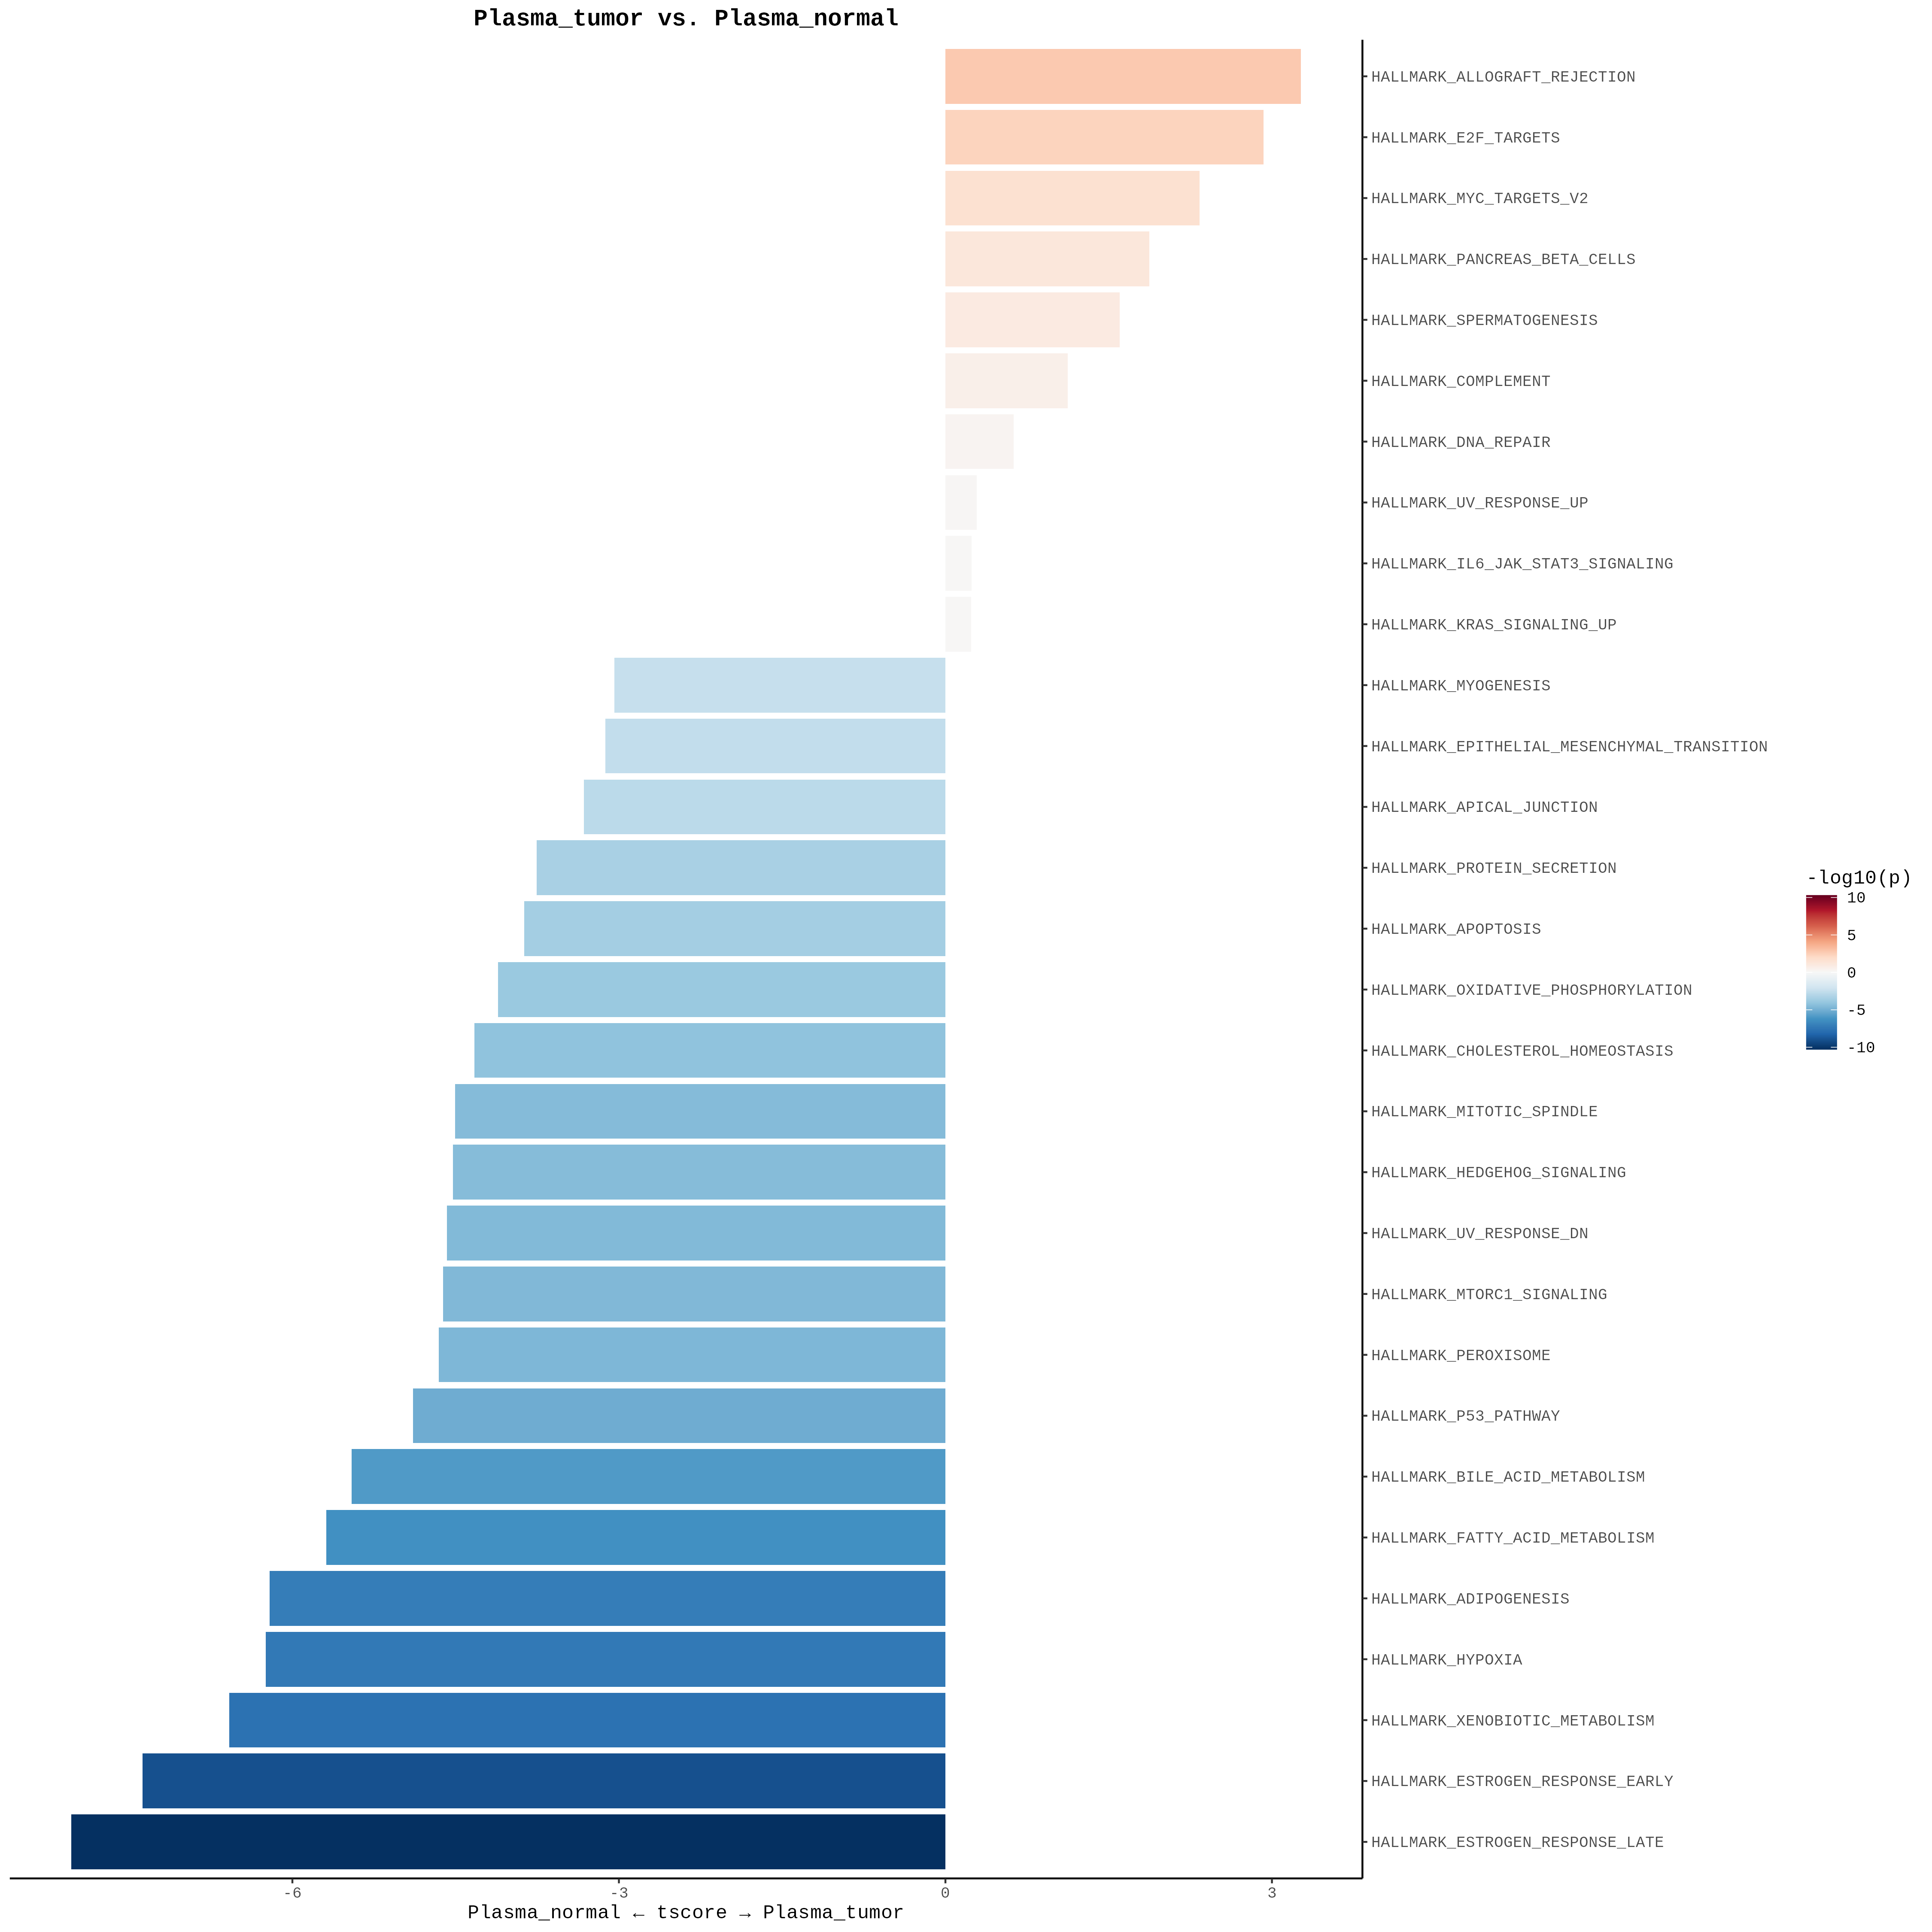 Plasma_tumor vs. Plasma_normal
HALLMARK_ALLOGRAFT_REJECTION
HALLMARK_E2F_TARGETS
HALLMARK_MYC_TARGETS_V2
HALLMARK_PANCREAS_BETA_CELLS
HALLMARK_SPERMATOGENESIS
HALLMARK_COMPLEMENT
HALLMARK_DNA_REPAIR
HALLMARK_UV_RESPONSE_UP
HALLMARK_IL6_JAK_STAT3_SIGNALING
HALLMARK_KRAS_SIGNALING_UP
HALLMARK_MYOGENESIS
HALLMARK_EPITHELIAL_MESENCHYMAL_TRANSITION
HALLMARK_APICAL_JUNCTION
HALLMARK_PROTEIN_SECRETION
HALLMARK_APOPTOSIS
HALLMARK_OXIDATIVE_PHOSPHORYLATION
HALLMARK_CHOLESTEROL_HOMEOSTASIS
HALLMARK_MITOTIC_SPINDLE
HALLMARK_HEDGEHOG_SIGNALING
HALLMARK_UV_RESPONSE_DN
HALLMARK_MTORC1_SIGNALING
HALLMARK_PEROXISOME
HALLMARK_P53_PATHWAY
HALLMARK_BILE_ACID_METABOLISM
HALLMARK_FATTY_ACID_METABOLISM
HALLMARK_ADIPOGENESIS
HALLMARK_HYPOXIA
HALLMARK_XENOBIOTIC_METABOLISM
HALLMARK_ESTROGEN_RESPONSE_EARLY
HALLMARK_ESTROGEN_RESPONSE_LATE
-log10(p)
10
5
0
-5
-10
-6 -3 0 3
Plasma_normal ← tscore → Plasma_tumor